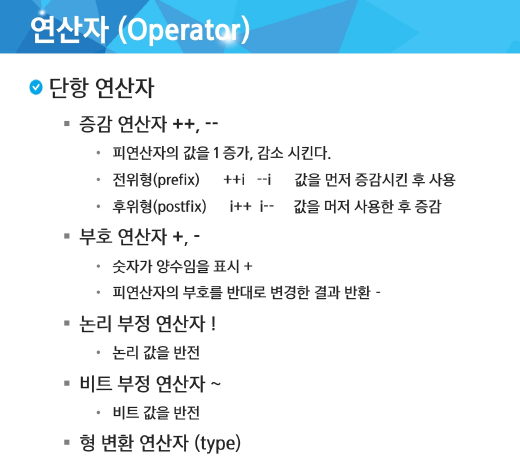 연산자 (Operator)
단항 연산자
증감 연산자 ++, --
피연산자의 값을 1 증가, 감소 시킨다.
전위형(prefix) ++i --i 값을 먼저 증감시킨 후 사용
후위형(postfix) i++ i-- 값을 머저 사용한 후 증감
부호 연산자 +, -
숫자가 양수임을 표시 +
피연산자의 부호를 반대로 변경한 결과 반환 -
논리 부정 연산자 !
논리 값을 반전
비트 부정 연산자 ~
비트 값을 반전
형 변환 연산자 (type)